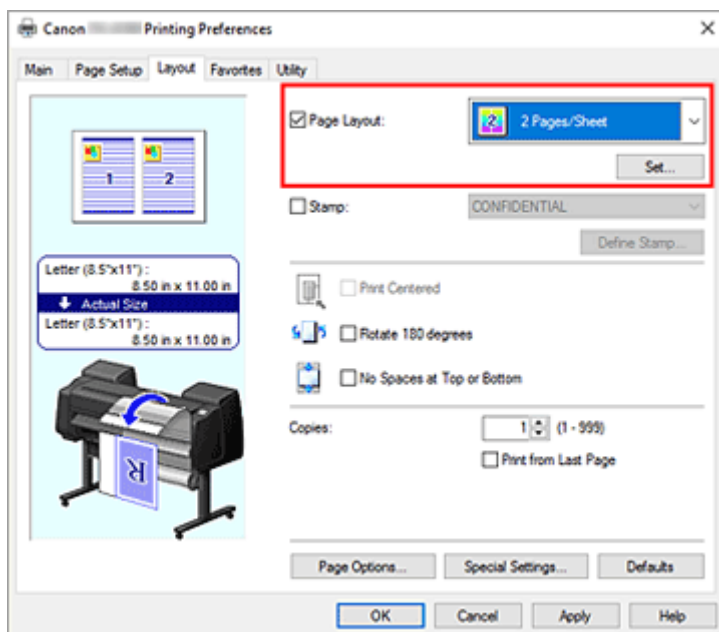 Canon Printing Preferences
Main Page Setup Layout Favorites Utility
Page Layout: 2 2 Pages/Sheet
Set...
1 2
Stamp: CONFIDENTIAL
Define Stamp...
Letter (8.5"x11") :
8.50 in x 11.00 in
Actual Size
Letter (8.5"x11") :
8.50 in x 11.00 in
Print Centered
Rotate 180 degrees
No Spaces at Top or Bottom
R
Copies: 1 (1 - 999)
Print from Last Page
Page Options... Special Settings... Defaults
OK Cancel Apply Help